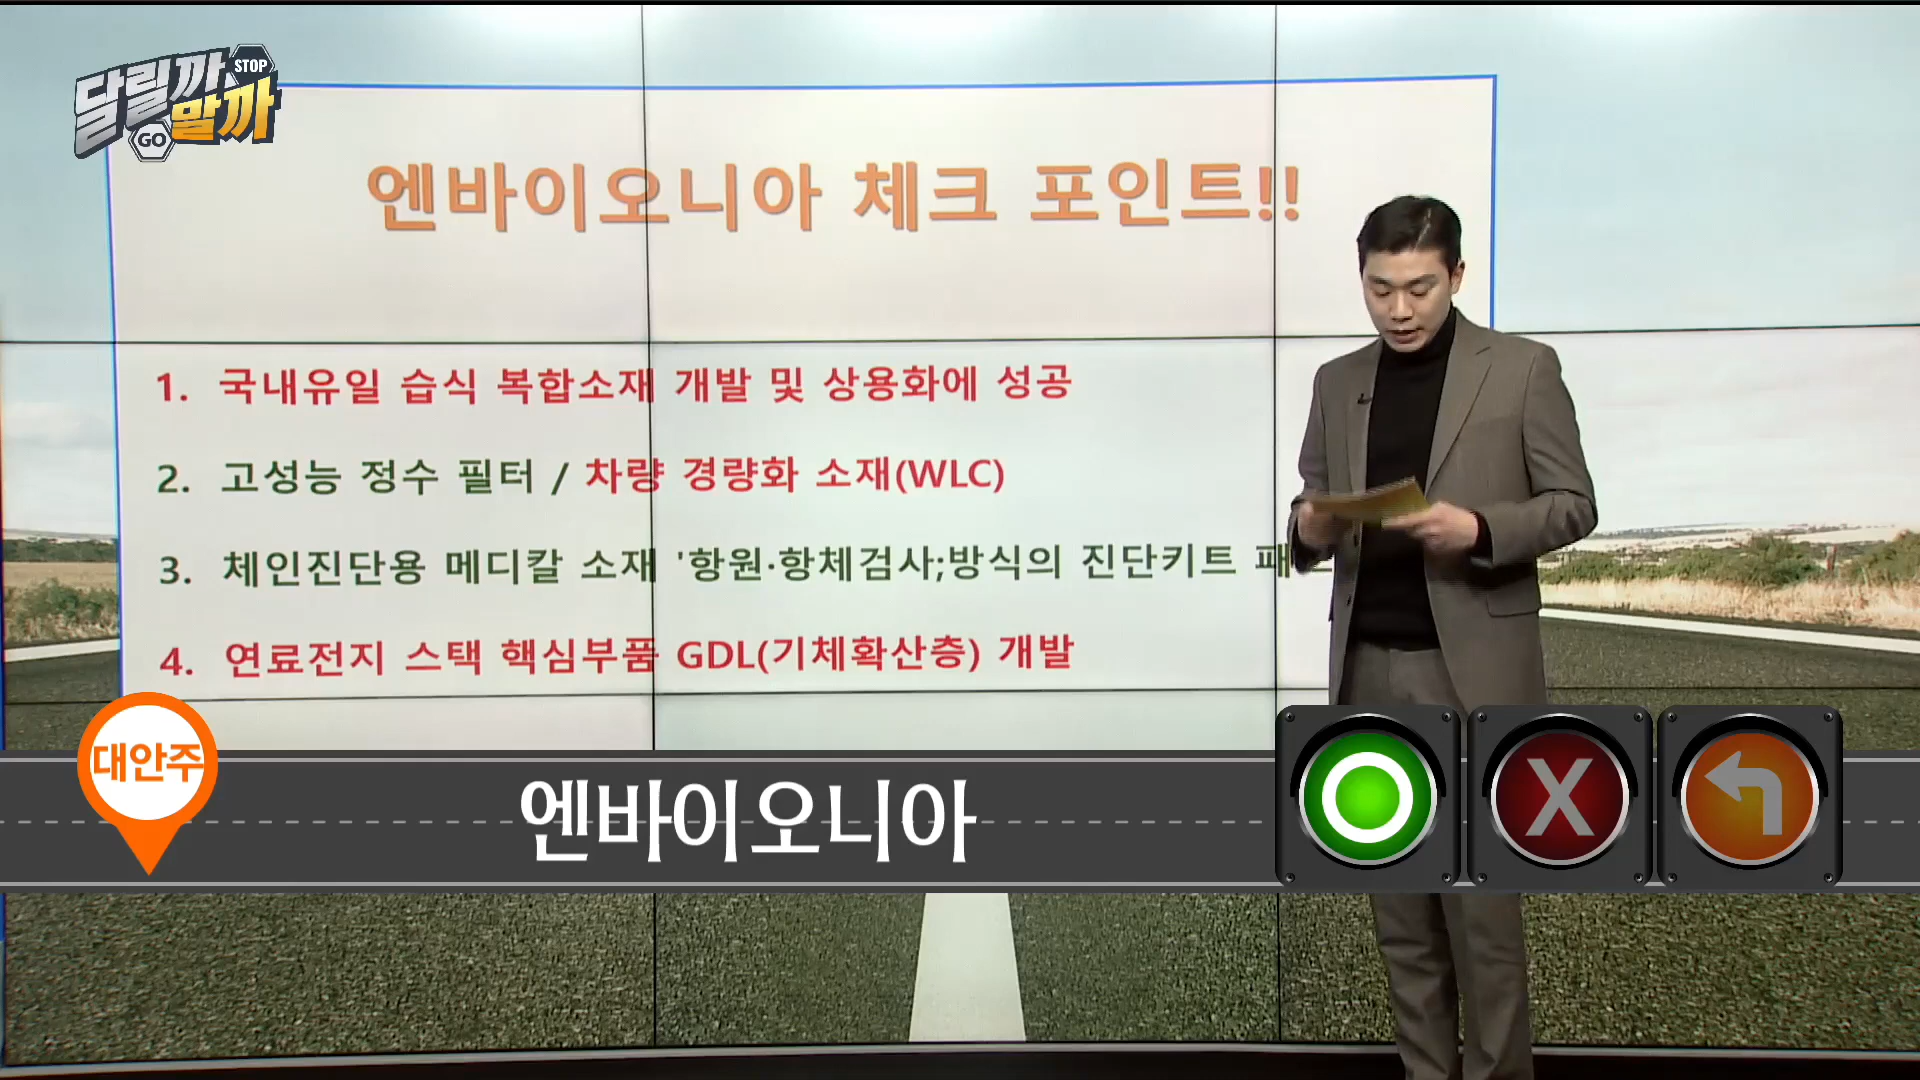 달릴까 STOP
GO 말까
엔바이오니아 체크 포인트!!
1. 국내유일 습식 복합소재 개발 및 상용화에 성공
2. 고성능 정수 필터 / 차량 경량화 소재(WLC)
3. 체인진단용 메디칼 소재 '항원·항체검사;방식의 진단키트
4. 연료전지 스택 핵심부품 GDL(기체확산층) 개발
대안주
엔바이오니아
X